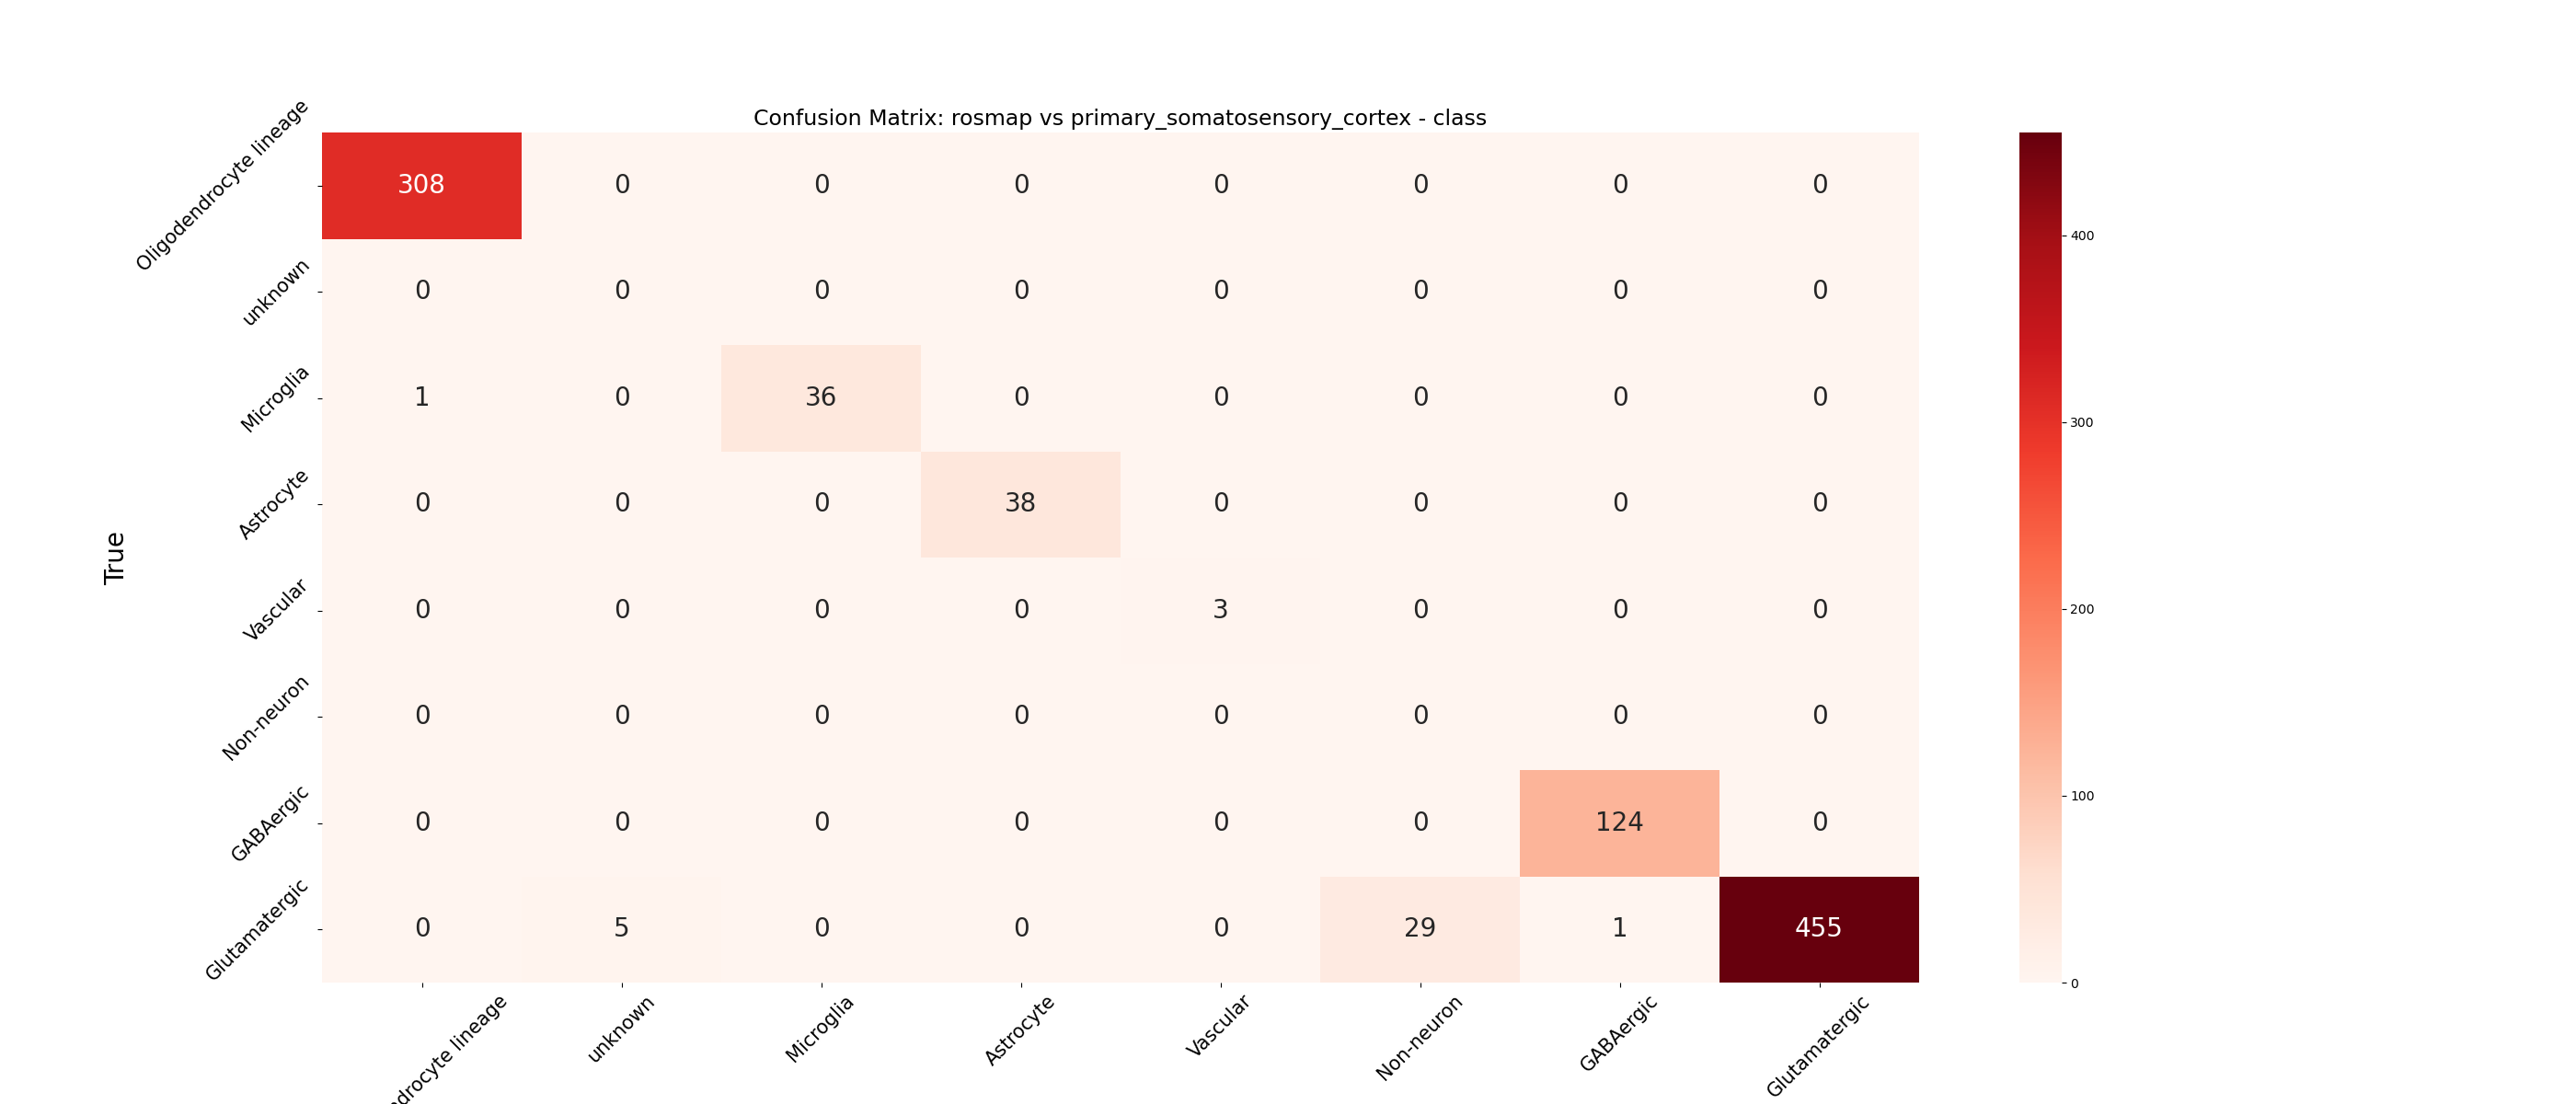 Confusion Matrix: rosmap vs primary_somatosensory_cortex - class
Oligodendrocyte lineage 308 0 0 0 0 0 0 0
unknown 0 0 0 0 0 0 0 0
Microglia 1 0 36 0 0 0 0 0
Astrocyte 0 0 0 38 0 0 0 0
Vascular 0 0 0 0 3 0 0 0
Non-neuron 0 0 0 0 0 0 0 0
GABAergic 0 0 0 0 0 0 124 0
Glutamatergic 0 5 0 0 0 29 1 455
True
lineage unknown Microglia Astrocyte Vascular Non-neuron GABAergic Glutamatergic
400
300
200
100
0